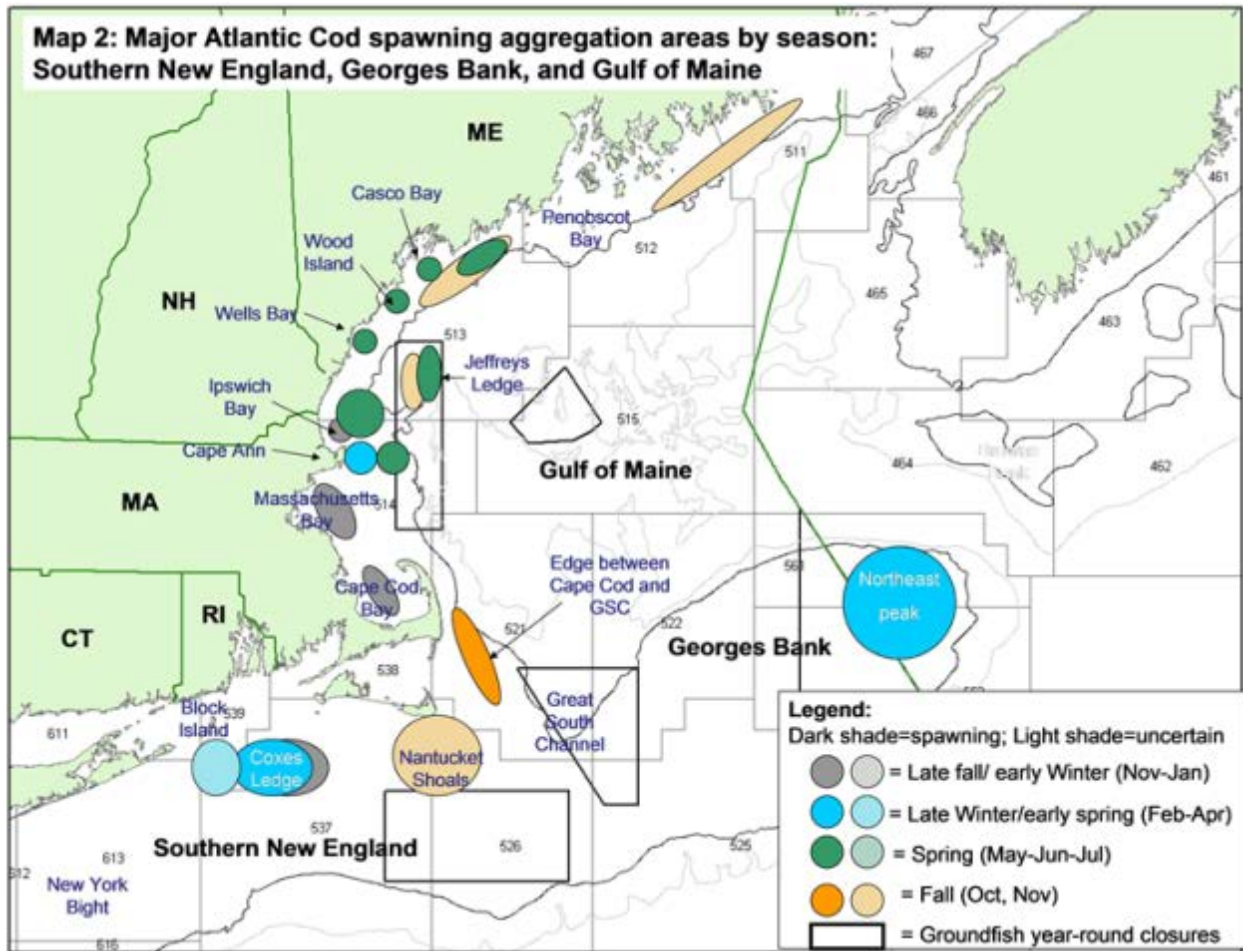 Map 2: Major Atlantic Cod spawning aggregation areas by season:
Southern New England, Georges Bank, and Gulf of Maine
467
466
ME
511
461
Casco Bay
Penobscot
Bay
512
Wood
Island
465
463
NH
Wells Bay
513
Jeffreys
Ledge
Ipswich
Bay
515
Cape Ann
Gulf of Maine
464
462
MA
Massachusetts
Bay
514
Edge between
Cape Cod and
GSC
561
Northeast
peak
Cape Cod
Bay
RI
CT
521
522
Georges Bank
538
Block
Island
539
611
Great
South
Channel
Coxes
Ledge
Nantucket
Shoals
537
526
525
Southern New England
613
New York
Bight
616
Legend:
Dark shade=spawning; Light shade=uncertain
= Late fall/ early Winter (Nov-Jan)
= Late Winter/early spring (Feb-Apr)
= Spring (May-Jun-Jul)
= Fall (Oct, Nov)
= Groundfish year-round closures